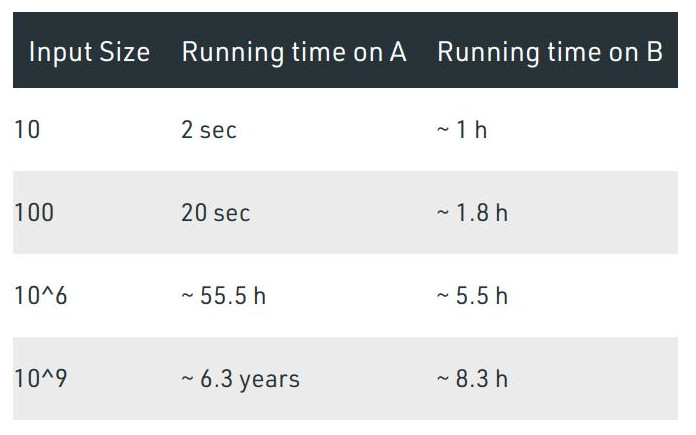 Input Size Running time on A Running time on B
10 2 sec ~ 1 h
100 20 sec ~ 1.8 h
10^6 ~ 55.5 h ~ 5.5 h
10^9 ~ 6.3 years ~ 8.3 h